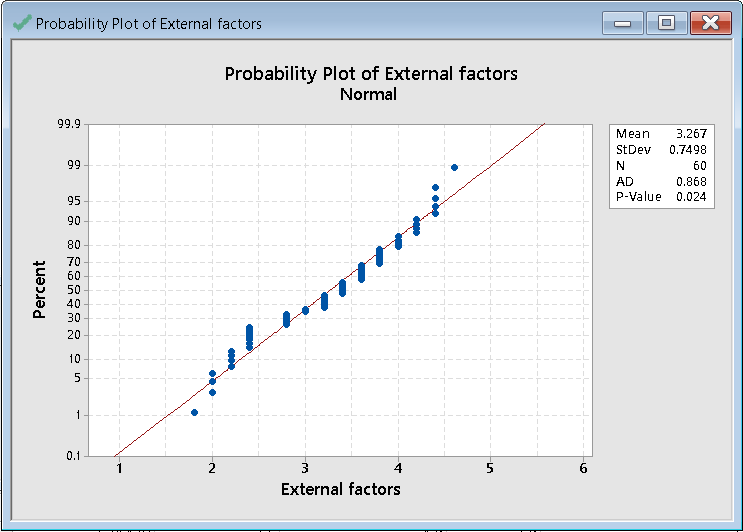 Probability Plot of External factors
Probability Plot of External factors
Normal
99.9
99
95
90
80
70
60
50
40
30
20
10
5
1
0.1
Percent
1 2 3 4 5 6
External factors
Mean 3.267
StDev 0.7498
N 60
AD 0.868
P-Value 0.024